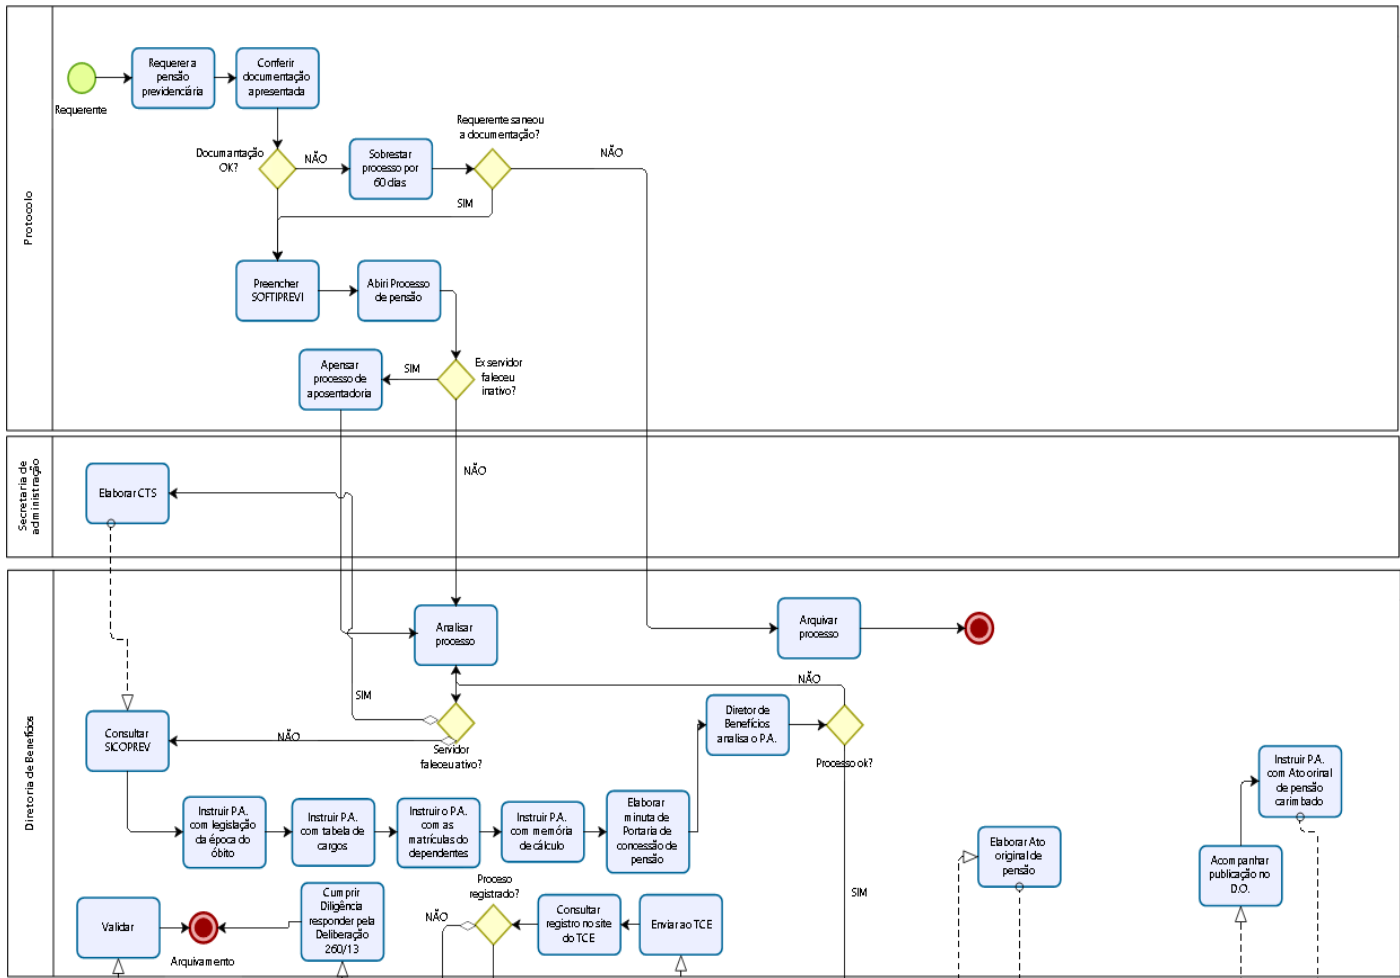 Protocolo
Requerente
Requerer a
pensão
previdenciária
Conferir
documentação
apresentada
Documantação
OK?
NÃO
Sobrestar
processo por
60 dias
Requerente saneou
a documentação?
NÃO
SIM
Preencher
SOFTIPREVI
Abiri Processo
de pensão
Ex servidor
faleceu
inativo?
SIM
Apensar
processo de
aposentadoria
NÃO
Secretaria de
administração
Elaborar CTS
Diretoria de Benefícios
Analisar
processo
Arquivar
processo
SIM
NÃO
Servidor
faleceu ativo?
Consultar
SICOPREV
Instruir P.A.
com legislação
da época do
óbito
Instruir P.A.
com tabela de
cargos
Instruir o P.A.
com as
matrículas do
dependentes
Instruir P.A.
com memória
de cálculo
Elaborar
minuta de
Portaria de
concessão de
pensão
Diretor de
Benefícios
analisa o P.A.
NÃO
Processo ok?
SIM
Instruir P.A.
com Ato orinal
de pensão
carimbado
Elaborar Ato
original de
pensão
Acompanhar
publicação no
D.O.
Validar
Arquivamento
Cumprir
Diligência
responder pela
Deliberação
260/13
Proceso
registrado?
NÃO
Consultar
registro no site
do TCE
Enviar ao TCE